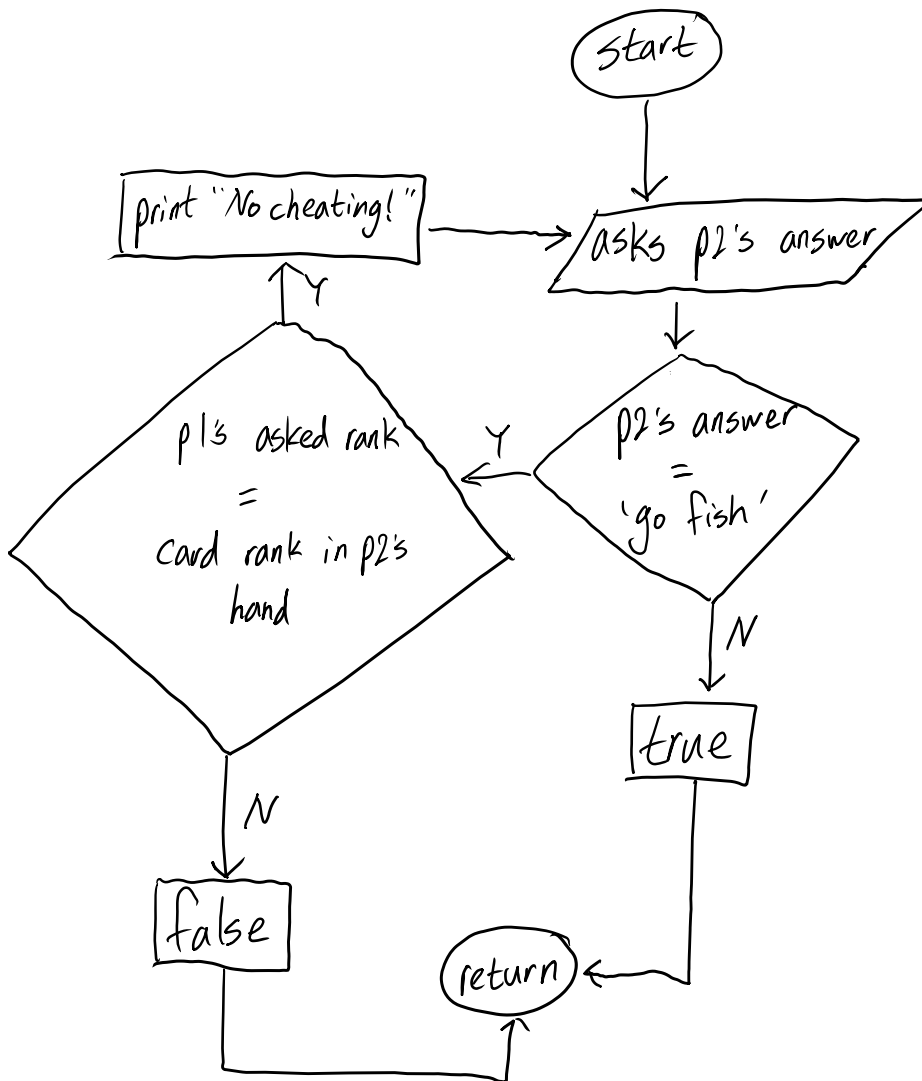 start
print "No cheating!"
asks p2's answer
Y
p1's asked rank
=
card rank in p2's
hand
Y
p2's answer
=
'go fish'
N
true
N
false
return